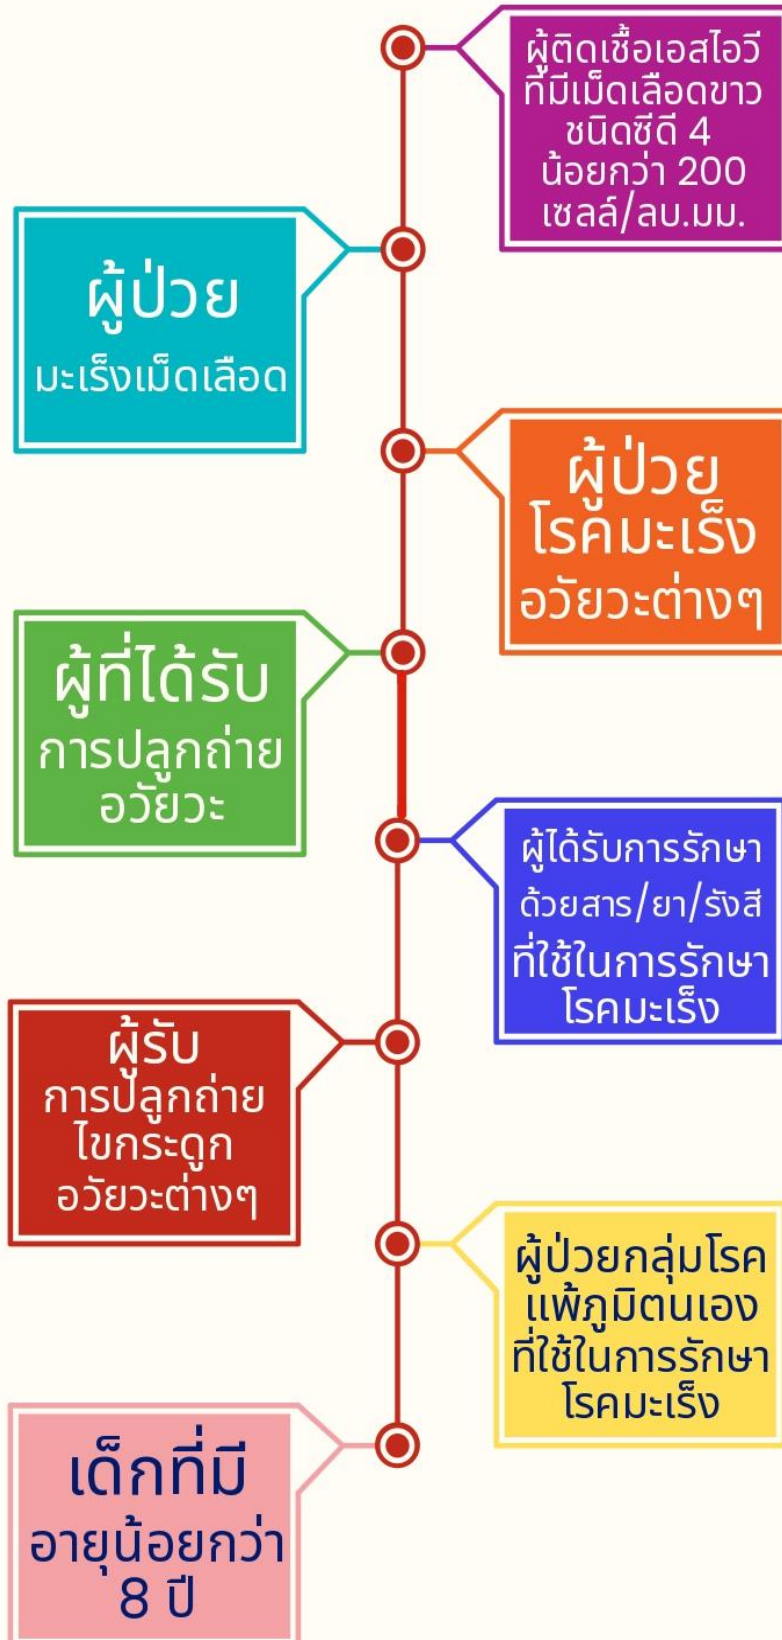 ผู้ติดเชื้อเอสไอวี
ที่มีเม็ดเลือดขาว
ชนิดซีดี 4
น้อยกว่า 200
เซลล์/ลบ.มม.
ผู้ป่วย
มะเร็งเม็ดเลือด
ผู้ป่วย
โรคมะเร็ง
อวัยวะต่างๆ
ผู้ที่ได้รับ
การปลูกถ่าย
อวัยวะ
ผู้ได้รับการรักษา
ด้วยสาร/ยา/รังสี
ที่ใช้ในการรักษา
โรคมะเร็ง
ผู้รับ
การปลูกถ่าย
ไขกระดูก
อวัยวะต่างๆ
ผู้ป่วยกลุ่มโรค
แพ้ภูมิตนเอง
ที่ใช้ในการรักษา
โรคมะเร็ง
เด็กที่มี
อายุน้อยกว่า
8 ปี